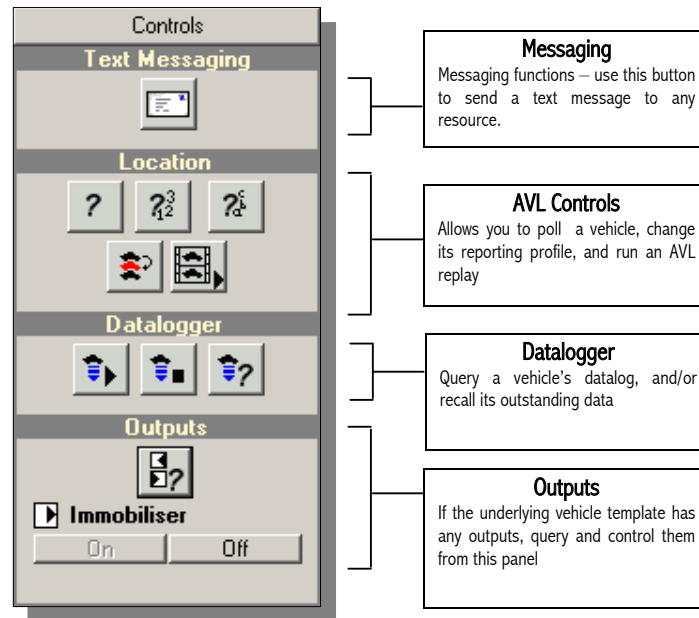 Controls
Text Messaging
Location
?
?
1 2 3
?
a b c
Datalogger
?
Outputs
?
Immobiliser
On Off
Messaging
Messaging functions – use this button
to send a text message to any
resource.
AVL Controls
Allows you to poll a vehicle, change
its reporting profile, and run an AVL
replay
Datalogger
Query a vehicle's datalog, and/or
recall its outstanding data
Outputs
If the underlying vehicle template has
any outputs, query and control them
from this panel